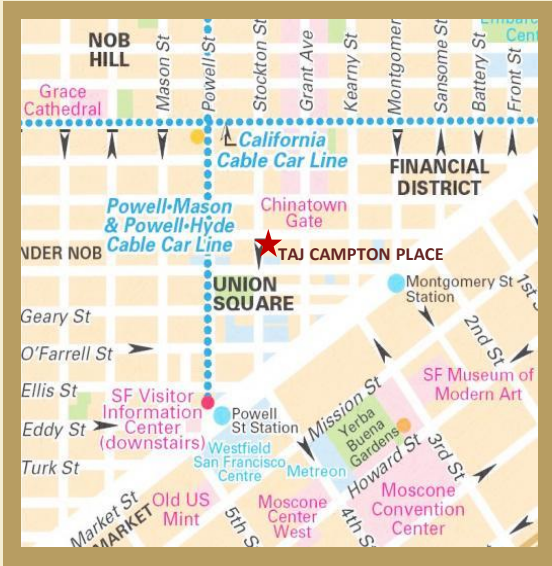 NOB
HILL
Mason St
Powell St
Stockton St
Grant Ave
Kearny St
Montgomer
Sansome St
Battery St
Front St
Embarc
Cent
Grace
Cathedral
California
Cable Car Line
FINANCIAL
DISTRICT
Powell-Mason
& Powell-Hyde
Cable Car Line
Chinatown
Gate
NDER NOB
TAJ CAMPTON PLACE
UNION
SQUARE
Montgomery St
Station
1st S
Geary St
O'Farrell St
Ellis St
Eddy St
Turk St
2nd St
SF Museum of
Modern Art
SF Visitor
Information
Center
(downstairs)
Powell
St Station
Westfield
San Francisco
Centre
Metreon
Mission St
Yerba
Buena
Gardens
Howard St
3rd St
Old US
Mint
Moscone
Center
West
Moscone
Convention
Center
Market St
MARKET
5th St
4th St